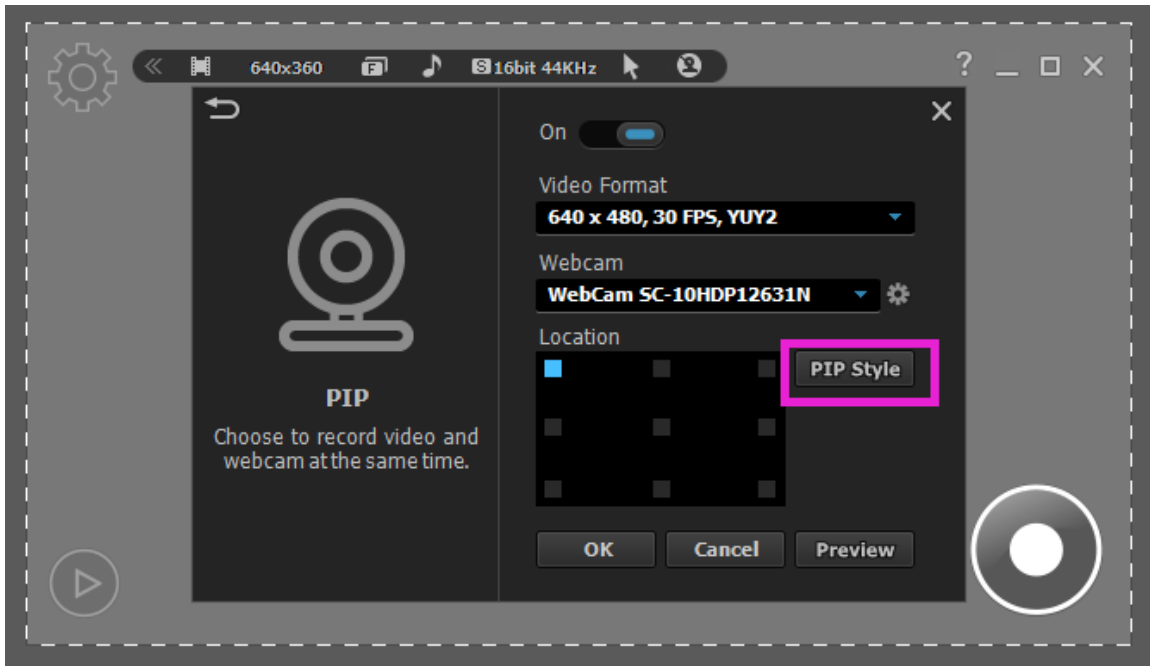 640x360 F S 16bit 44KHz ?
On
Video Format
640 x 480, 30 FPS, YUY2
Webcam
WebCam SC-10HDP12631N
Location
PIP Style
PIP
Choose to record video and
webcam at the same time.
OK Cancel Preview